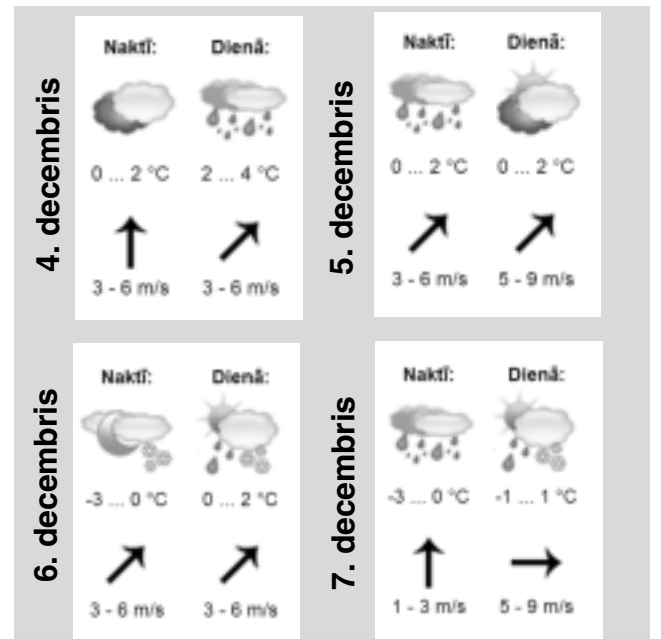 4. decembris
Naktī: Dienā:
0 ... 2 °C 2 ... 4 °C
3 - 6 m/s 3 - 6 m/s
5. decembris
Naktī: Dienā:
0 ... 2 °C 0 ... 2 °C
3 - 6 m/s 5 - 9 m/s
6. decembris
Naktī: Dienā:
-3 ... 0 °C 0 ... 2 °C
3 - 6 m/s 3 - 6 m/s
7. decembris
Naktī: Dienā:
-3 ... 0 °C -1 ... 1 °C
1 - 3 m/s 5 - 9 m/s